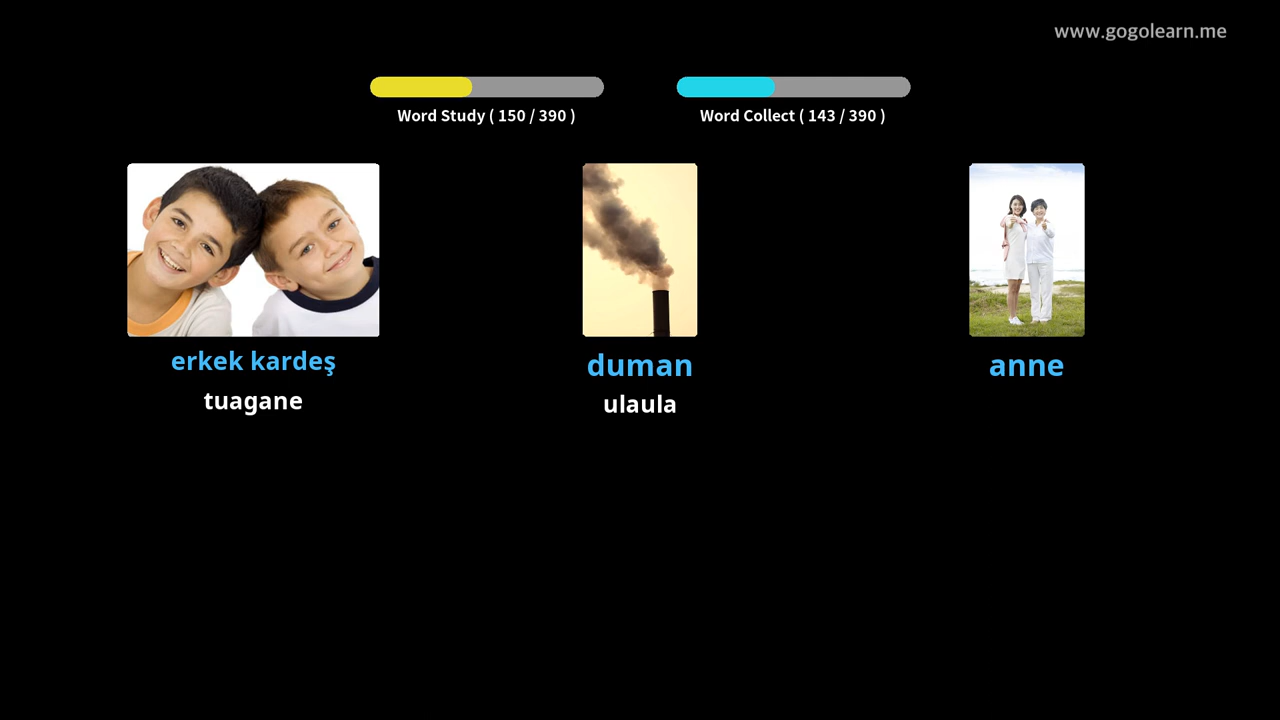 www.gogolearn.me
Word Study ( 150 / 390 )
Word Collect ( 143 / 390 )
erkek kardeş
tuagane
duman
ulaula
anne